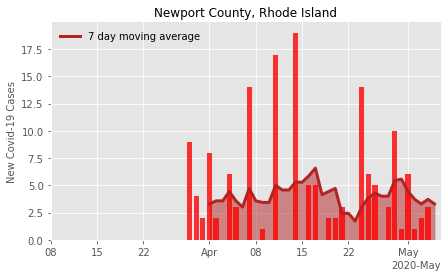 Newport County, Rhode Island
7 day moving average
New Covid-19 Cases
17.5
15.0
12.5
10.0
7.5
5.0
2.5
0.0
08 15 22 Apr 08 15 22 May
2020-May